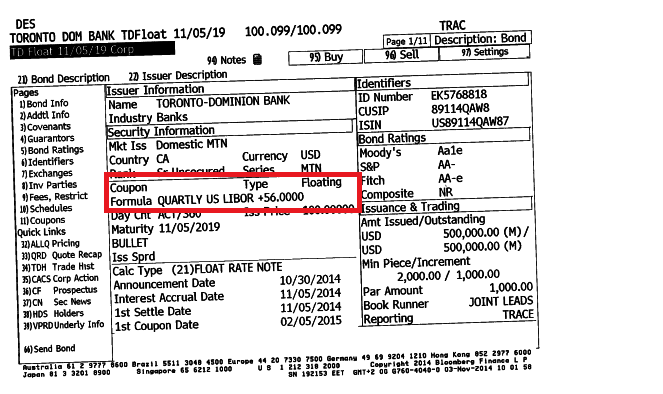 DES
TRAC
TORONTO DOM BANK TDFloat 11/05/19 100.099/100.099
TD Float 11/05/19 Corp
Page 1/11 Description: Bond
90 Notes 95) Buy 96) Sell 97) Settings
21) Bond Description 22) Issuer Description
Pages
1) Bond Info
2) Addtl Info
3) Covenants
4) Guarantors
5) Bond Ratings
6) Identifiers
7) Exchanges
8) Inv Parties
9) Fees, Restrict
10) Schedules
11) Coupons
Quick Links
32) ALLQ Pricing
33) QRD Quote Recap
34) TDH Trade Hist
35) CACS Corp Action
36) CF Prospectus
37) CN Sec News
38) HDS Holders
39) VPRD Underly Info
66) Send Bond
Issuer Information
Name TORONTO-DOMINION BANK
Industry Banks
Security Information
Mkt Iss Domestic MTN
Country CA Currency USD
Rank Sr Unsecured Series MTN
Coupon Type Floating
Formula QUARTLY US LIBOR +56.0000
Day Cnt ACT/360 Iss Price 100.00000
Maturity 11/05/2019
BULLET
Iss Sprd
Calc Type (21)FLOAT RATE NOTE
Announcement Date 10/30/2014
Interest Accrual Date 11/05/2014
1st Settle Date 11/05/2014
1st Coupon Date 02/05/2015
Identifiers
ID Number EK5768818
CUSIP 89114QAW8
ISIN US89114QAW87
Bond Ratings
Moody's Aa1e
S&P AA-
Fitch AA-e
Composite NR
Issuance & Trading
Amt Issued/Outstanding
USD 500,000.00 (M) /
USD 500,000.00 (M)
Min Piece/Increment
2,000.00 / 1,000.00
Par Amount 1,000.00
Book Runner JOINT LEADS
Reporting TRACE
Australia 61 2 9777 8600 Brazil 5511 3048 4500 Europe 44 20 7330 7500 Germany 49 69 9204 1210 Hong Kong 852 2977 6000
Japan 81 3 3201 8900 Singapore 65 6212 1000 U S 1 212 318 2000 Copyright 2014 Bloomberg Finance L P
SN 192153 EET GMT+2 00 G760-4040-0 03-Nov-2014 10 01 58